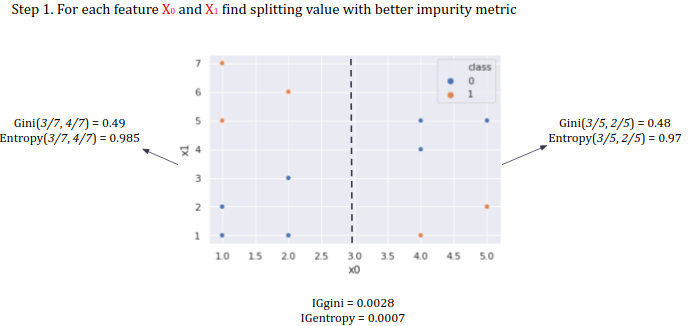 Step 1. For each feature X₀ and X₁ find splitting value with better impurity metric
7
class
0
1
6
Gini(3/7, 4/7) = 0.49
Entropy(3/7, 4/7) = 0.985
5
Gini(3/5, 2/5) = 0.48
Entropy(3/5, 2/5) = 0.97
x1
4
3
2
1
1.0 1.5 2.0 2.5 3.0 3.5 4.0 4.5 5.0
x0
IGgini = 0.0028
IGentropy = 0.0007